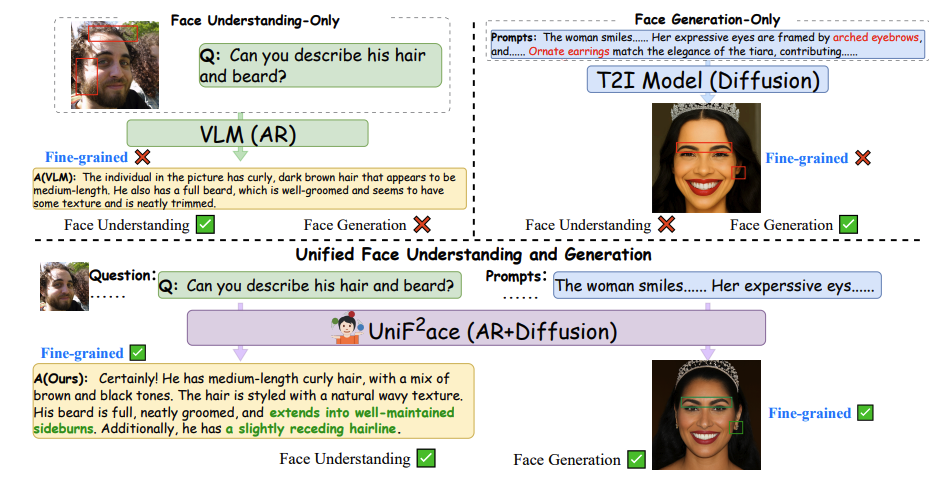 Face Understanding-Only
Q: Can you describe his hair
and beard?
VLM (AR)
Fine-grained
A(VLM): The individual in the picture has curly, dark brown hair that appears to be
medium-length. He also has a full beard, which is well-groomed and seems to have
some texture and is neatly trimmed.
Face Understanding
Face Generation
Face Generation-Only
Prompts: The woman smiles...... Her expressive eyes are framed by arched eyebrows,
and...... Ornate earrings match the elegance of the tiara, contributing......
T2I Model (Diffusion)
Fine-grained
Face Understanding
Face Generation
Unified Face Understanding and Generation
Question:
......
Q: Can you describe his hair and beard?
Prompts:
......
The woman smiles...... Her experssive eys......
UniF²ace (AR+Diffusion)
Fine-grained
A(Ours): Certainly! He has medium-length curly hair, with a mix of
brown and black tones. The hair is styled with a natural wavy texture.
His beard is full, neatly groomed, and extends into well-maintained
sideburns. Additionally, he has a slightly receding hairline.
Face Understanding
Fine-grained
Face Generation